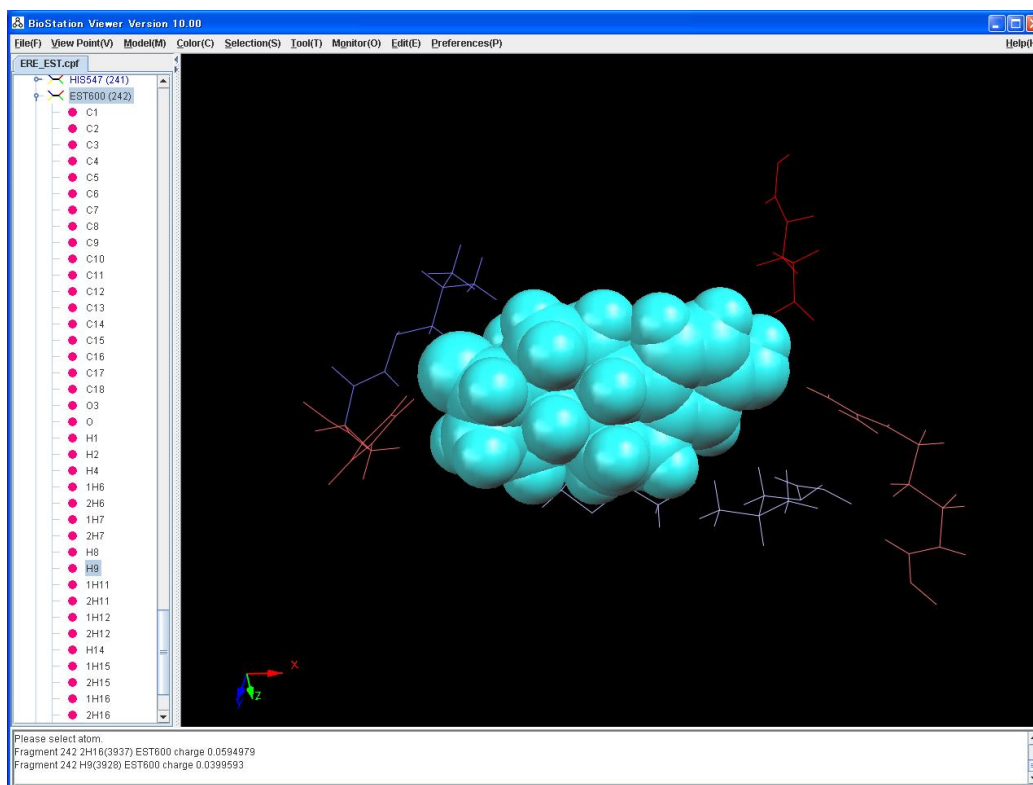 BioStation Viewer Version 10.00
File(F) View Point(V) Model(M) Color(C) Selection(S) Tool(T) Monitor(O) Edit(E) Preferences(P)
ERE_EST.cpf
HIS547 (241)
EST600 (242)
C1
C2
C3
C4
C5
C6
C7
C8
C9
C10
C11
C12
C13
C14
C15
C16
C17
C18
O3
O
H1
H2
H4
1H6
2H6
1H7
2H7
H8
H9
1H11
2H11
1H12
2H12
H14
1H15
2H15
1H16
2H16
X
Z
Please select atom.
Fragment 242 2H16(3937) EST600 charge 0.0594979
Fragment 242 H9(3928) EST600 charge 0.0399593